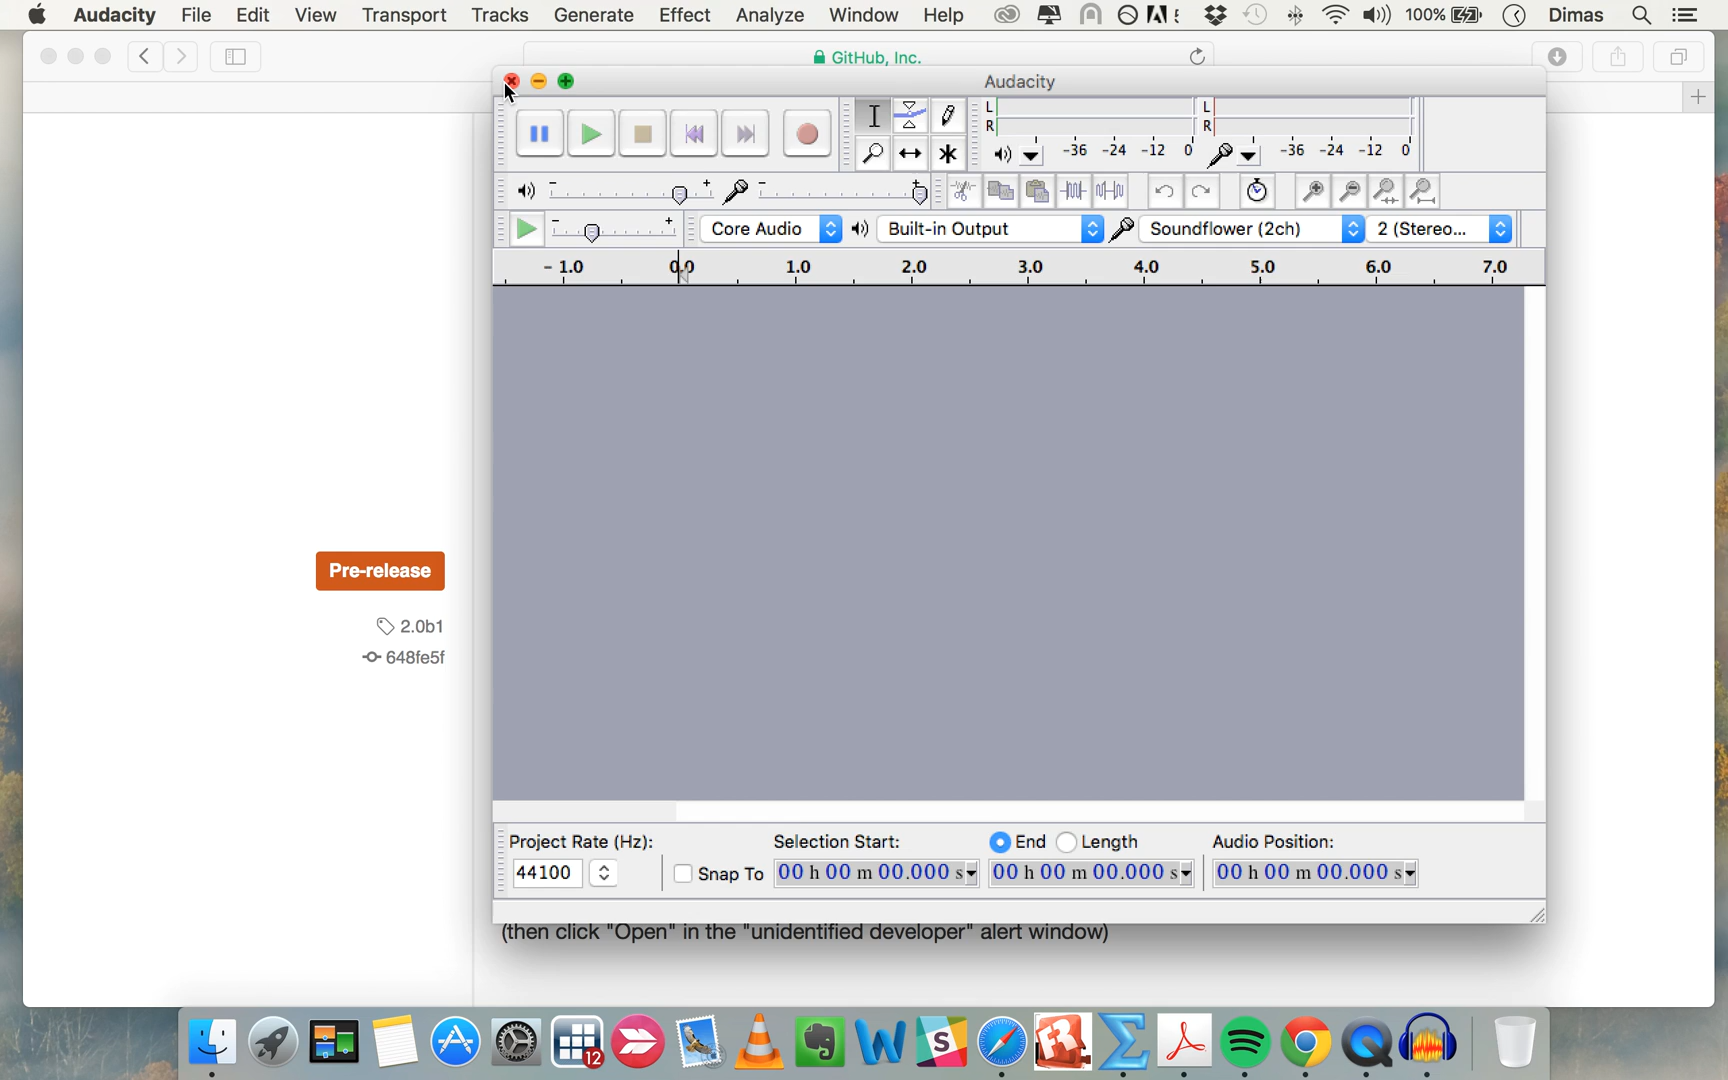 Audacity File Edit View Transport Tracks Generate Effect Analyze Window Help 100% Dimas
GitHub, Inc.
Audacity
L R -36 -24 -12 0 L R -36 -24 -12 0
- + - +
- + Core Audio Built-in Output Soundflower (2ch) 2 (Stereo...
- 1.0 0.0 1.0 2.0 3.0 4.0 5.0 6.0 7.0
Pre-release
2.0b1
648fe5f
Project Rate (Hz): Selection Start: End Length Audio Position:
44100 Snap To 00 h 00 m 00.000 s 00 h 00 m 00.000 s 00 h 00 m 00.000 s
(then click "Open" in the "unidentified developer" alert window)
12